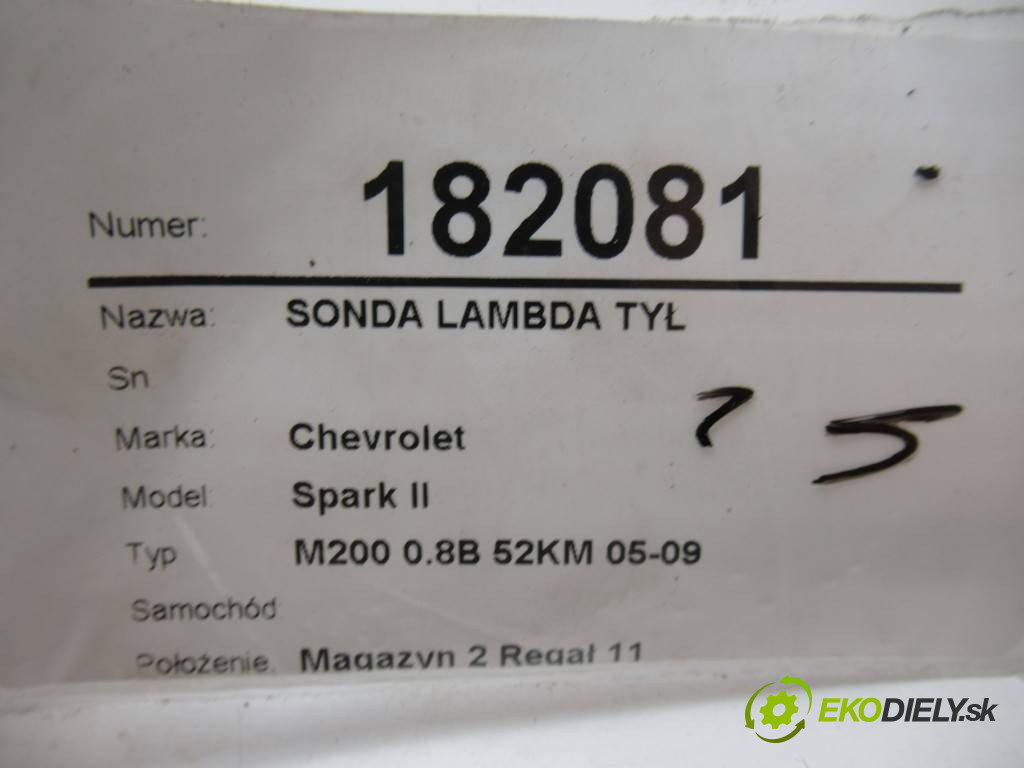 Numer: 182081
Nazwa: SONDA LAMBDA TYŁ
Sn
Marka: Chevrolet
Model: Spark II
Typ M200 0.8B 52KM 05-09
Samochód
Położenie. Magazyn 2 Regał 11
5
EKODIELY.sk